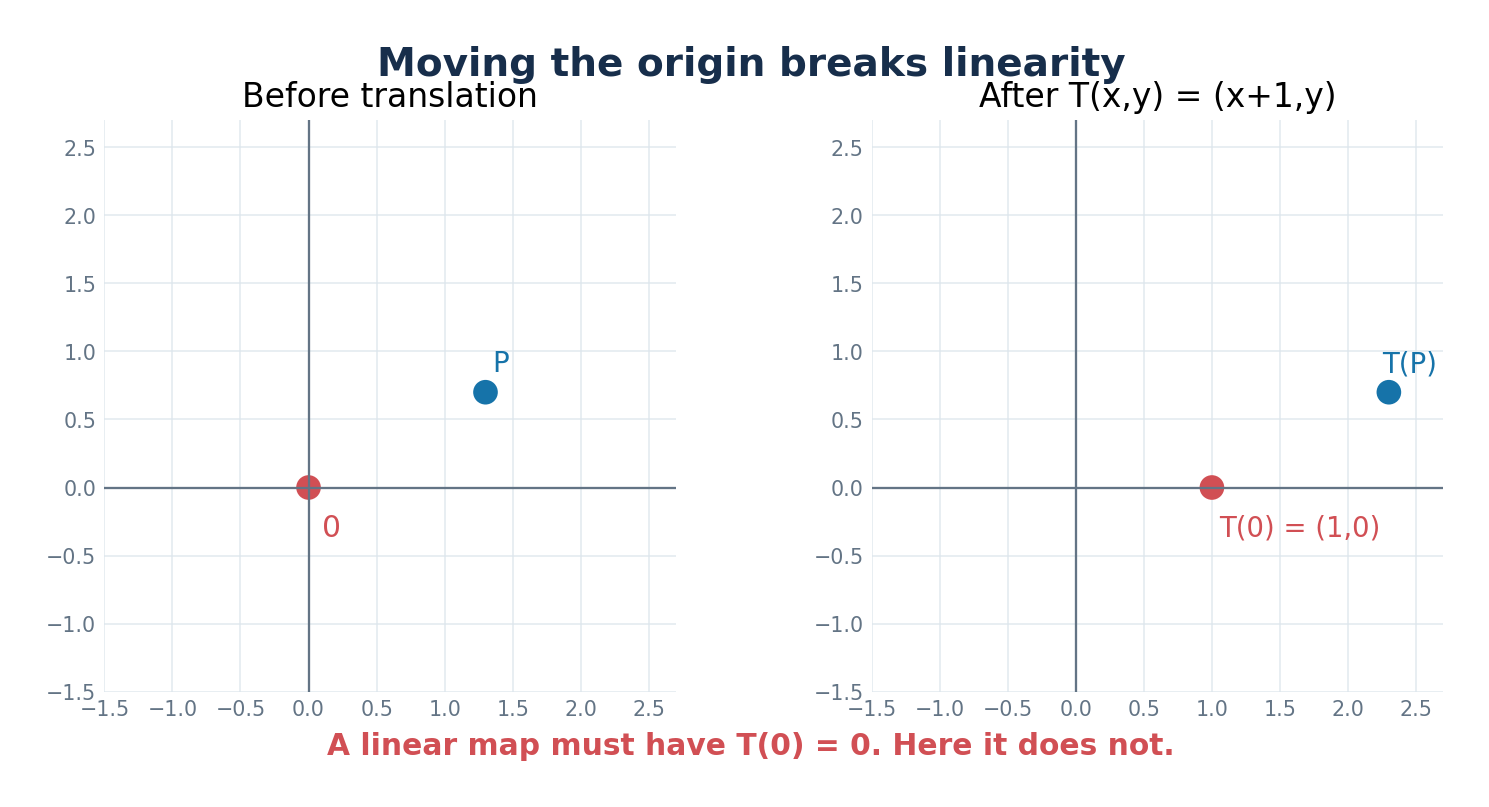 Moving the origin breaks linearity
Before translation
After T(x,y) = (x+1,y)
2.5
2.0
1.5
1.0
0.5
0.0
−0.5
−1.0
−1.5
P
0
−1.5 −1.0 −0.5 0.0 0.5 1.0 1.5 2.0 2.5
2.5
2.0
1.5
1.0
0.5
0.0
−0.5
−1.0
−1.5
T(P)
T(0) = (1,0)
−1.5 −1.0 −0.5 0.0 0.5 1.0 1.5 2.0 2.5
A linear map must have T(0) = 0. Here it does not.